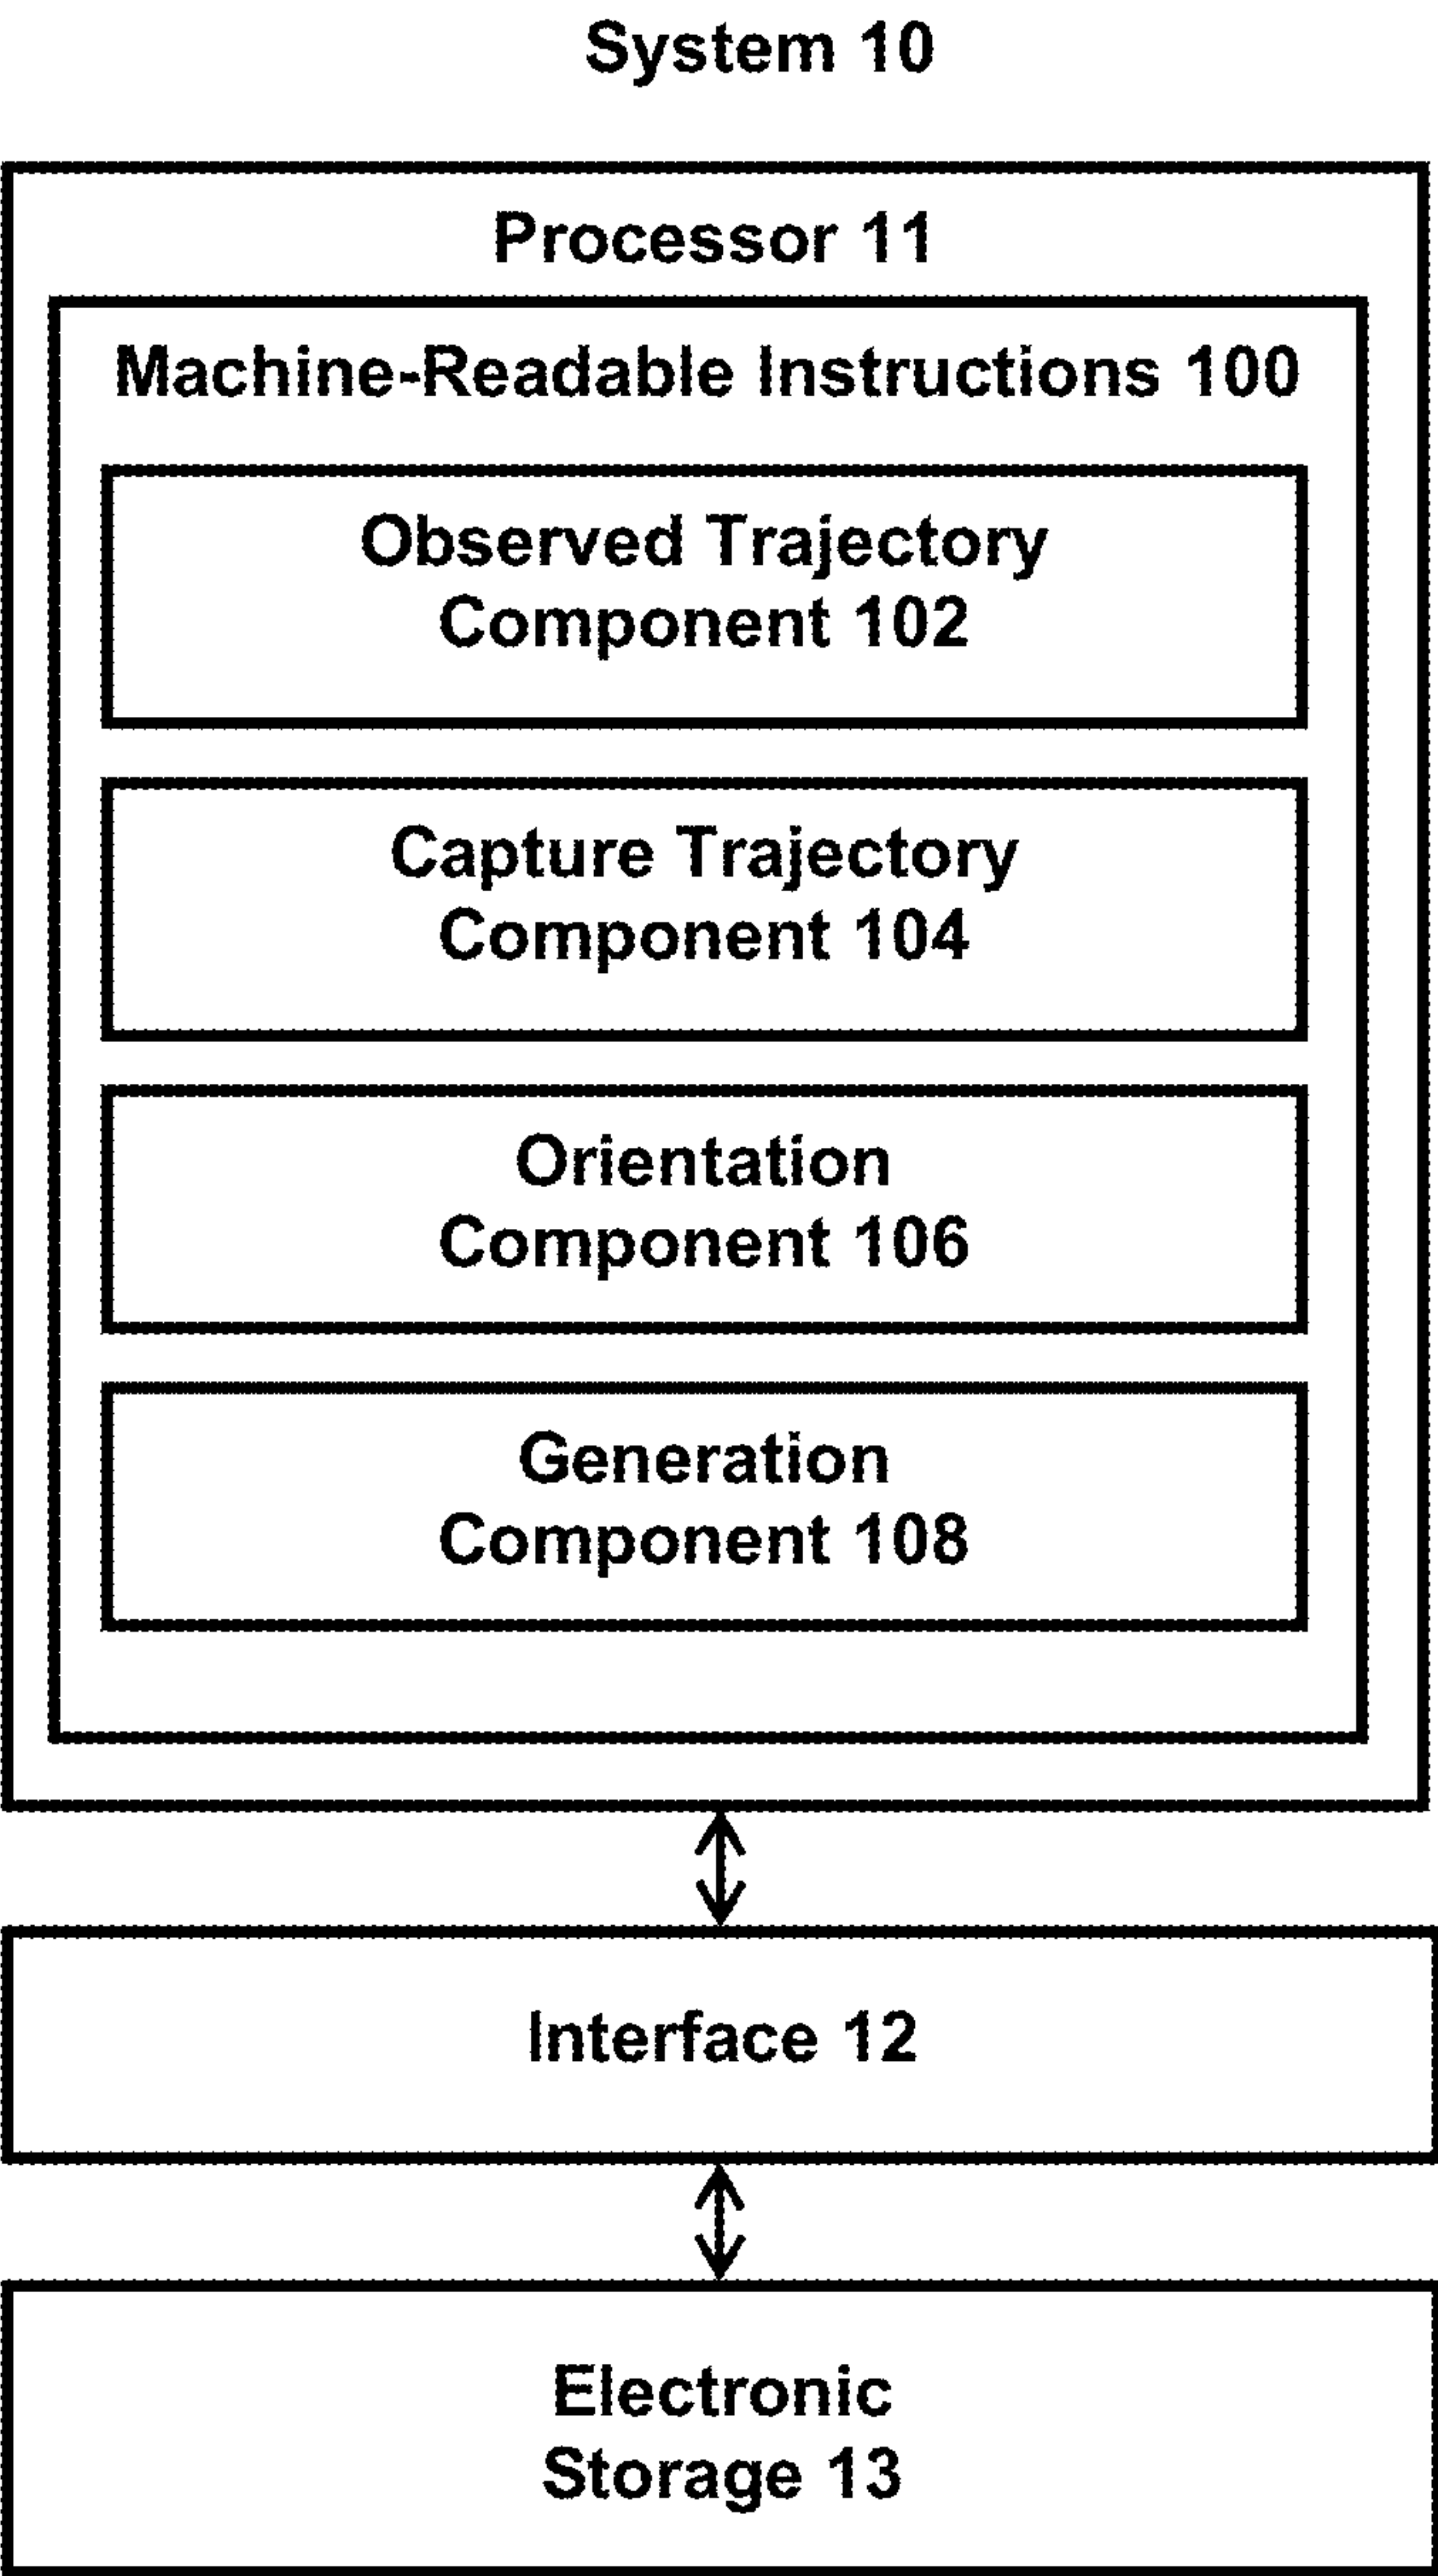 System 10
Processor 11
Machine-Readable Instructions 100
Observed Trajectory
Component 102
Capture Trajectory
Component 104
Orientation
Component 106
Generation
Component 108
Interface 12
Electronic
Storage 13